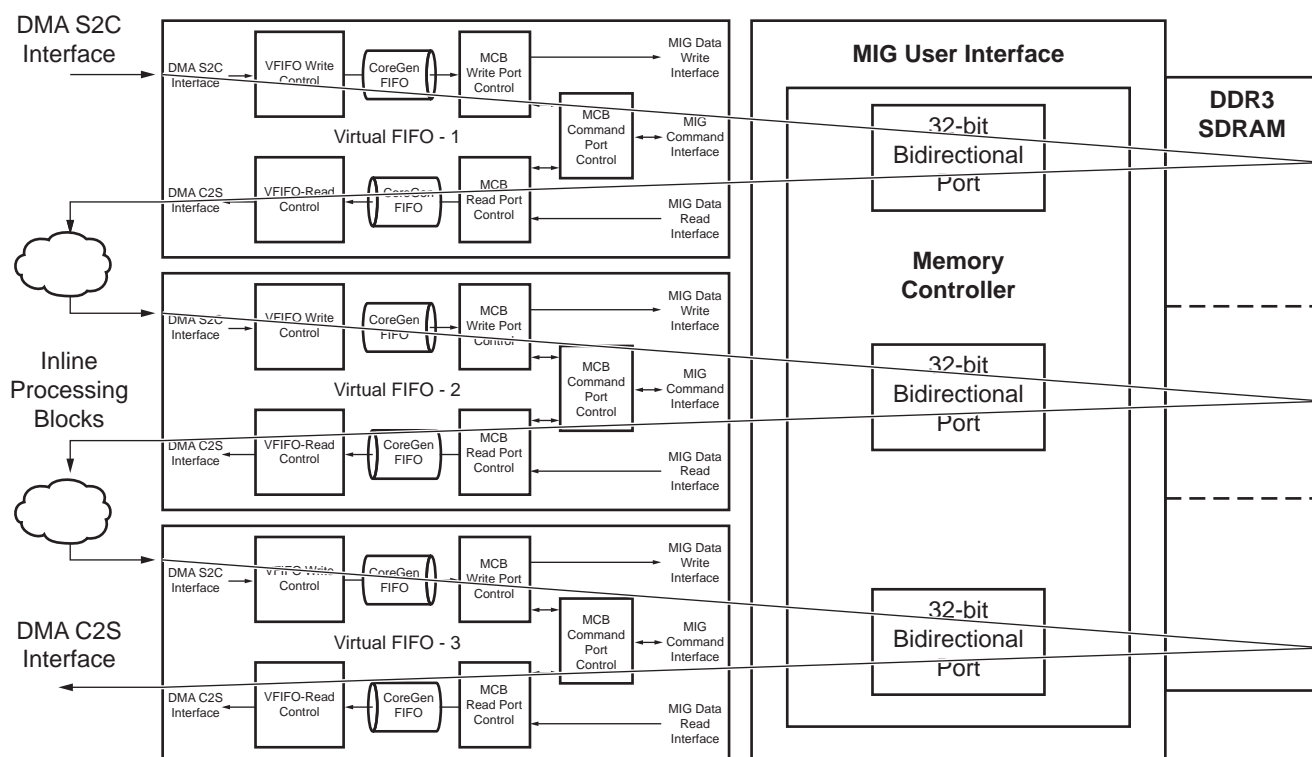 DMA S2C
Interface
DMA S2C
Interface
VFIFO Write
Control
CoreGen
FIFO
MCB
Write Port
Control
MIG Data
Write
Interface
Virtual FIFO - 1
MCB
Command
Port
Control
MIG
Command
Interface
DMA C2S
Interface
VFIFO-Read
Control
CoreGen
FIFO
MCB
Read Port
Control
MIG Data
Read
Interface
DMA S2C
Interface
VFIFO Write
Control
CoreGen
FIFO
MCB
Write Port
Control
MIG Data
Write
Interface
Inline
Processing
Blocks
Virtual FIFO - 2
MCB
Command
Port
Control
MIG
Command
Interface
DMA C2S
Interface
VFIFO-Read
Control
CoreGen
FIFO
MCB
Read Port
Control
MIG Data
Read
Interface
DMA S2C
Interface
VFIFO Write
Control
CoreGen
FIFO
MCB
Write Port
Control
MIG Data
Write
Interface
DMA C2S
Interface
Virtual FIFO - 3
MCB
Command
Port
Control
MIG
Command
Interface
DMA C2S
Interface
VFIFO-Read
Control
CoreGen
FIFO
MCB
Read Port
Control
MIG Data
Read
Interface
MIG User Interface
32-bit
Bidirectional
Port
Memory
Controller
32-bit
Bidirectional
Port
32-bit
Bidirectional
Port
DDR3
SDRAM